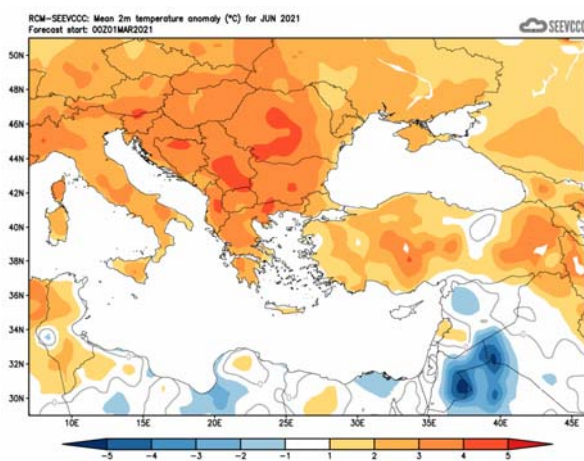 RCM-SEEVCCC: Mean 2m temperature anomaly (°C) for JUN 2021
Forecast start: 00Z01MAR2021
SEEVCCC
50N
48N
46N
44N
42N
40N
38N
36N
34N
32N
30N
10E 15E 20E 25E 30E 35E 40E 45E
-5 -4 -3 -2 -1 1 2 3 4 5